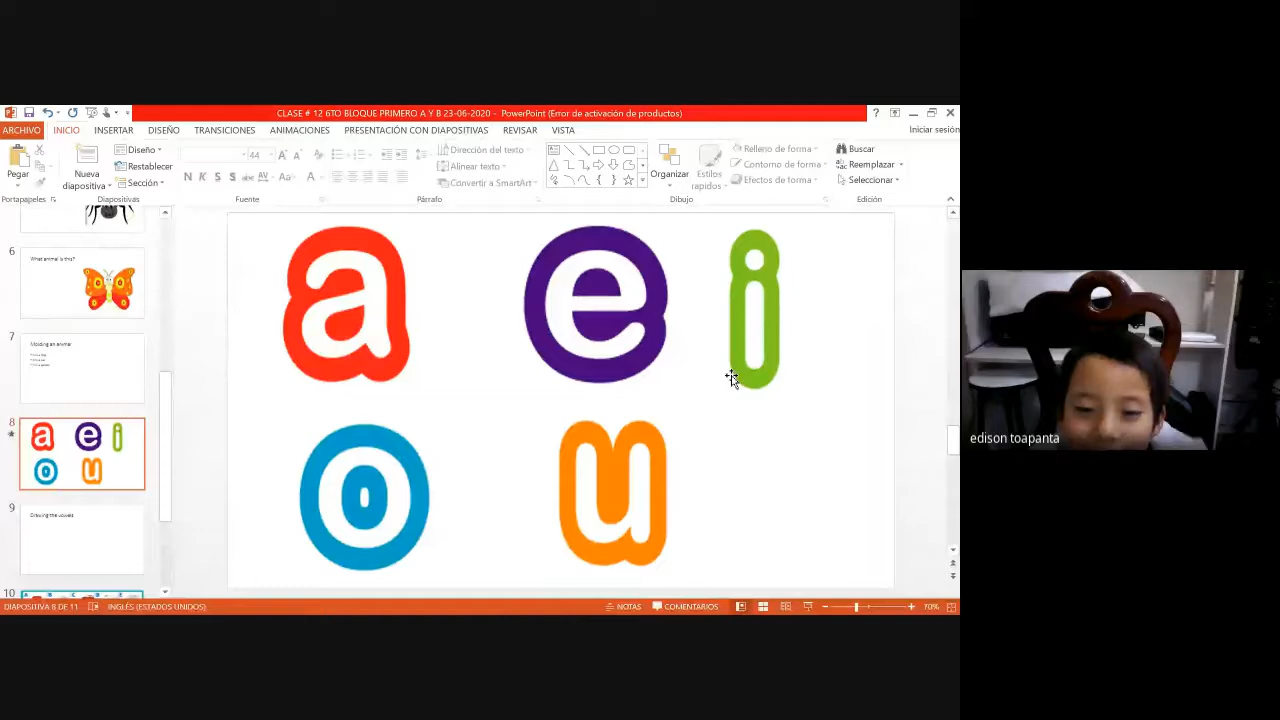 CLASE # 12 6TO BLOQUE PRIMERO A Y B 23-06-2020 - PowerPoint (Error de activación de productos)
ARCHIVO INICIO INSERTAR DISEÑO TRANSICIONES ANIMACIONES PRESENTACIÓN CON DIAPOSITIVAS REVISAR VISTA
Iniciar sesión
Pegar
Nueva diapositiva
Diseño
Restablecer
Sección
44
N K S S abc AV Aa A
Dirección del texto
Alinear texto
Convertir a SmartArt
Organizar
Estilos rápidos
Relleno de forma
Contorno de forma
Efectos de forma
Buscar
Reemplazar
Seleccionar
Portapapeles Diapositivas Fuente Párrafo Dibujo Edición
6
What animal is this?
7
Molding an animal
8
a e i
o u
9
Drawing the vowels
10
a e i
o u
edison toapanta
DIAPOSITIVA 8 DE 11 INGLÉS (ESTADOS UNIDOS) NOTAS COMENTARIOS 70%